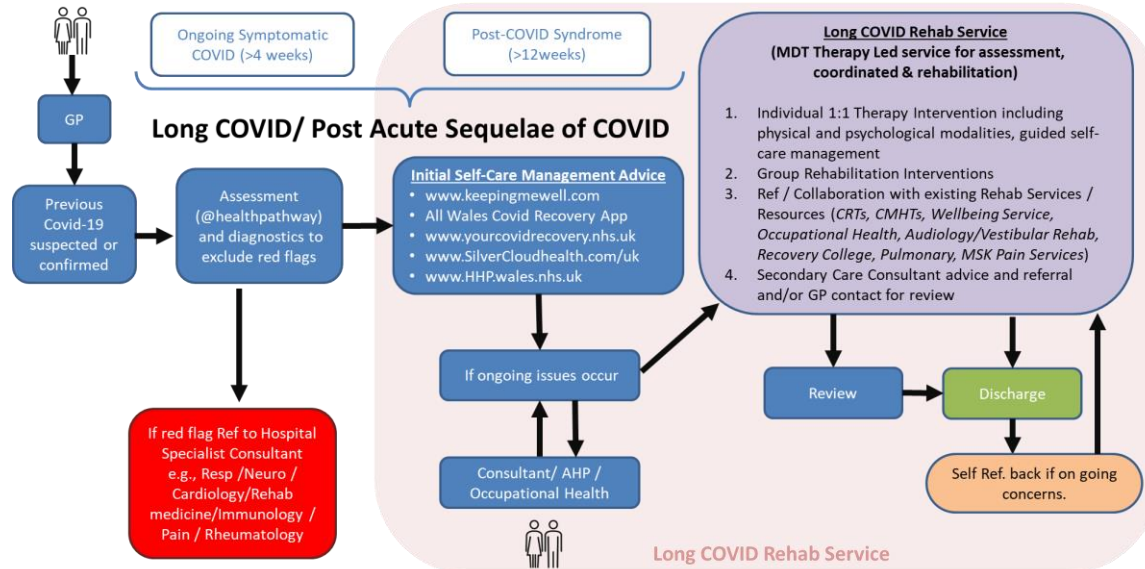 Ongoing Symptomatic
COVID (>4 weeks)
Post-COVID Syndrome
(>12weeks)
Long COVID/ Post Acute Sequelae of COVID
GP
Previous
Covid-19
suspected or
confirmed
Assessment
(@healthpathway)
and diagnostics to
exclude red flags
If red flag Ref to Hospital
Specialist Consultant
e.g., Resp /Neuro /
Cardiology/Rehab
medicine/Immunology /
Pain / Rheumatology
Initial Self-Care Management Advice
• www.keepingmewell.com
• All Wales Covid Recovery App
• www.yourcovidrecovery.nhs.uk
• www.SilverCloudhealth.com/uk
• www.HHP.wales.nhs.uk
If ongoing issues occur
Consultant/ AHP /
Occupational Health
Long COVID Rehab Service
(MDT Therapy Led service for assessment,
coordinated & rehabilitation)
1. Individual 1:1 Therapy Intervention including
physical and psychological modalities, guided self-
care management
2. Group Rehabilitation Interventions
3. Ref / Collaboration with existing Rehab Services /
Resources (CRTs, CMHTs, Wellbeing Service,
Occupational Health, Audiology/Vestibular Rehab,
Recovery College, Pulmonary, MSK Pain Services)
4. Secondary Care Consultant advice and referral
and/or GP contact for review
Review
Discharge
Self Ref. back if on going
concerns.
Long COVID Rehab Service